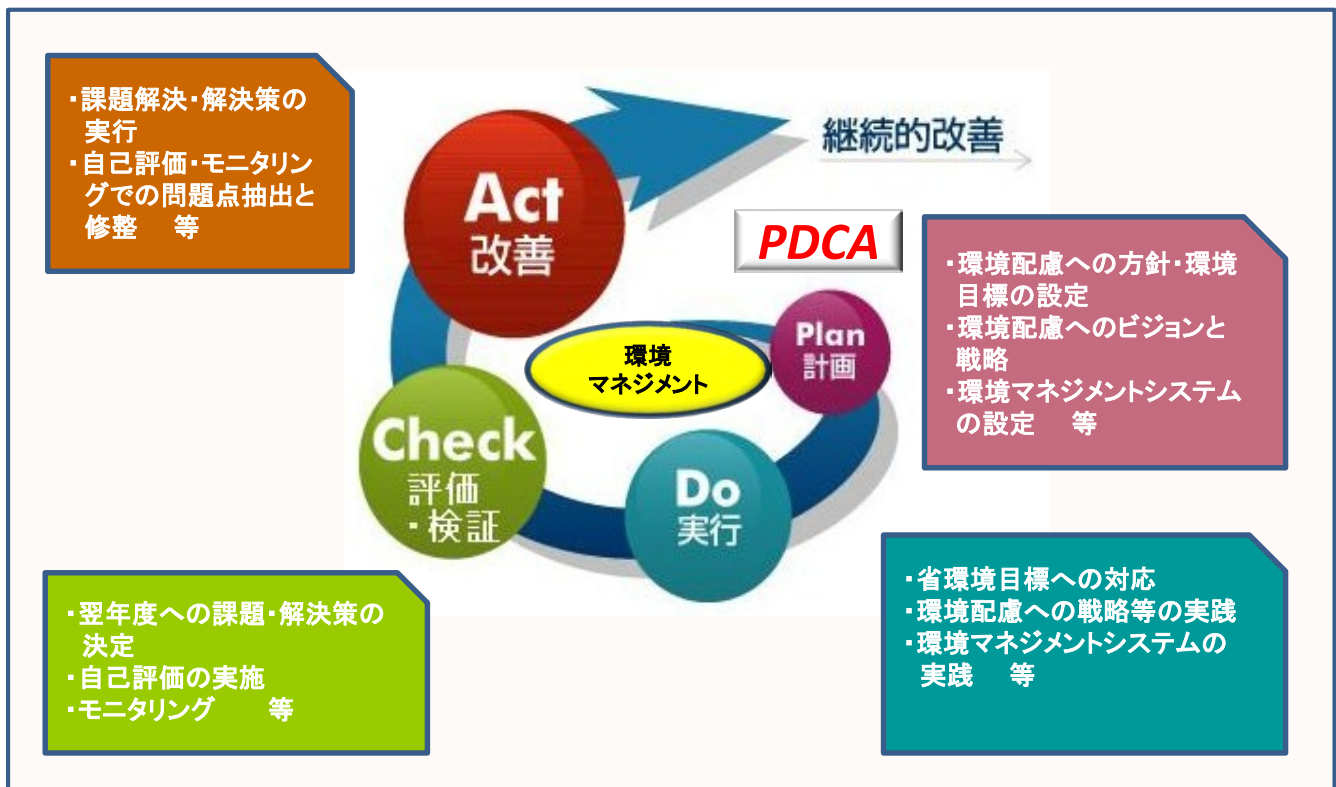 ・課題解決・解決策の
実行
・自己評価・モニタリン
グでの問題点抽出と
修整　等
Act
改善
継続的改善
PDCA
・環境配慮への方針・環境
目標の設定
・環境配慮へのビジョンと
戦略
・環境マネジメントシステム
の設定　等
Plan
計画
環境
マネジメント
Check
評価
・検証
Do
実行
・翌年度への課題・解決策の
決定
・自己評価の実施
・モニタリング　等
・省環境目標への対応
・環境配慮への戦略等の実践
・環境マネジメントシステムの
実践　等